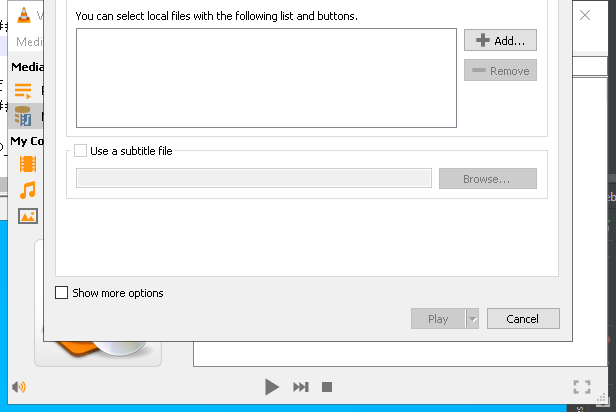 You can select local files with the following list and buttons.
Add...
Media
Remove
My Co
Use a subtitle file
Browse...
Show more options
Play
Cancel